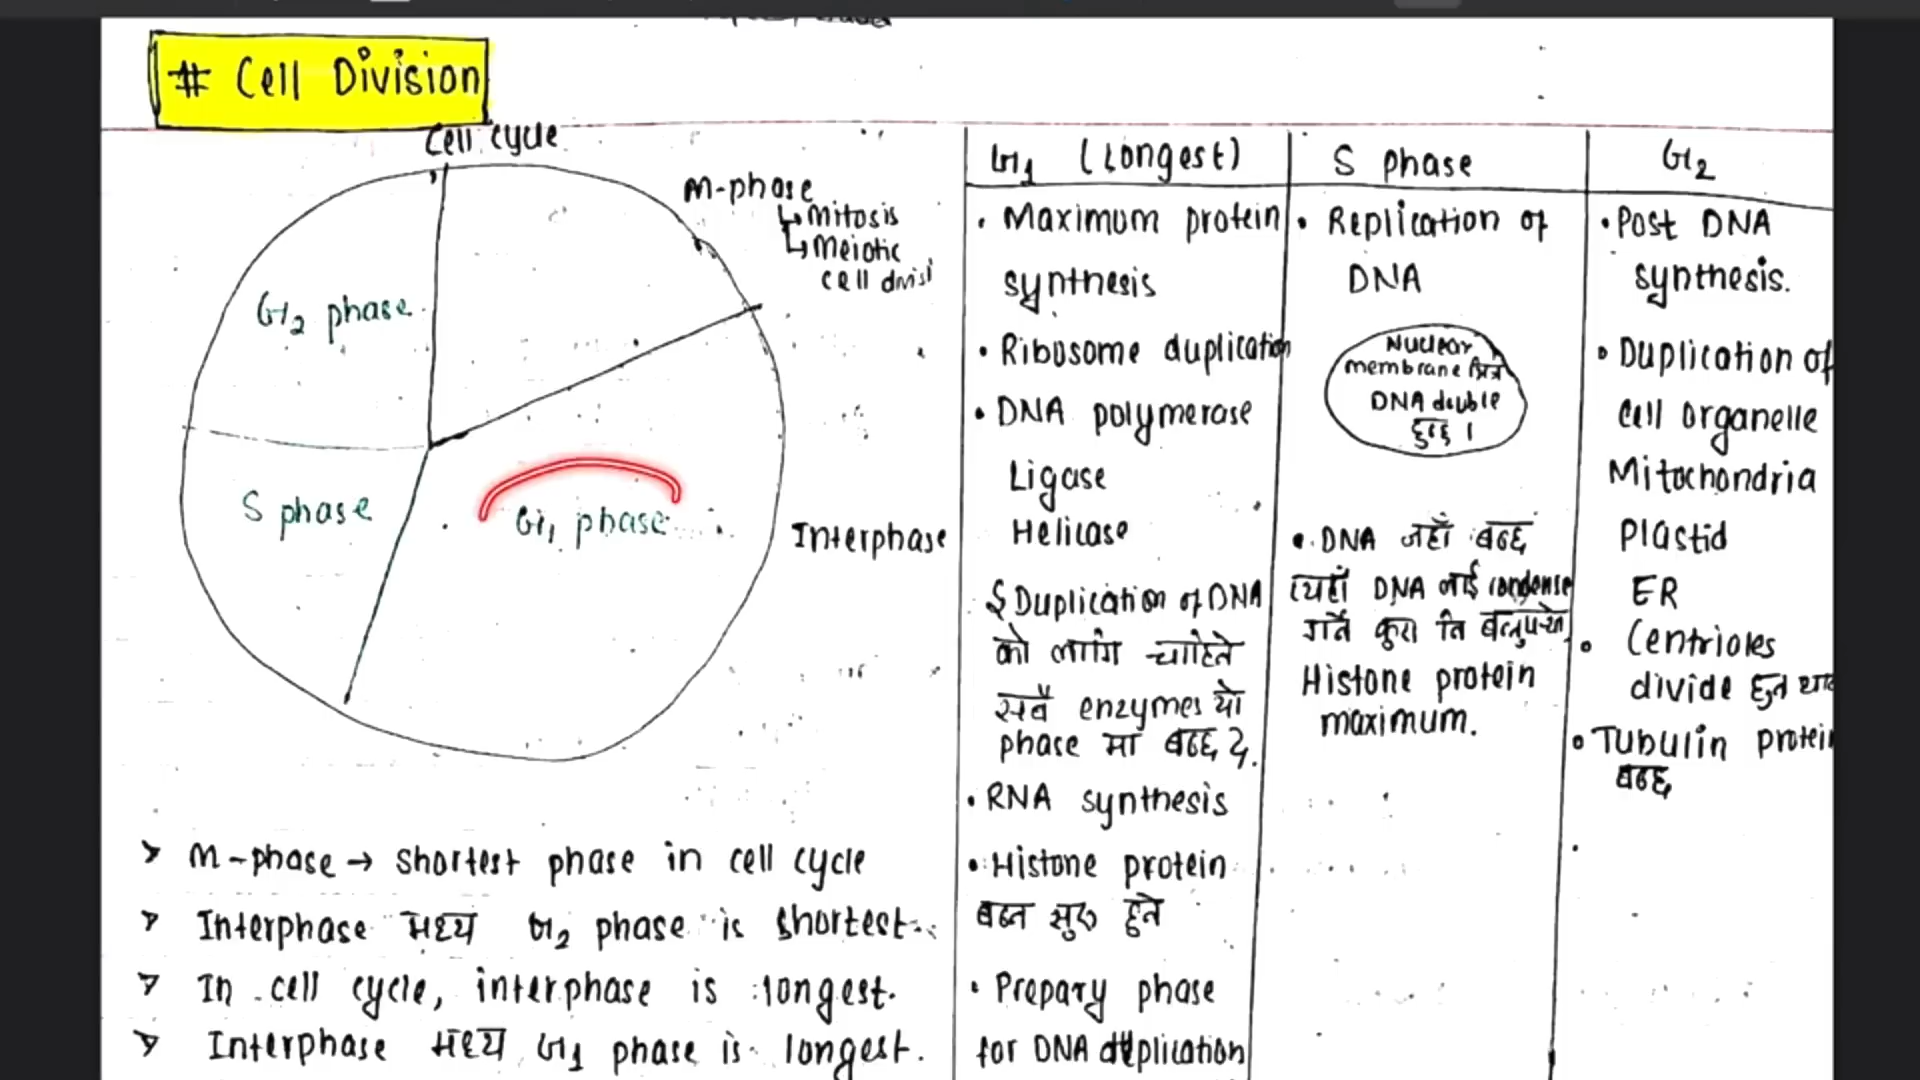 # Cell Division
Cell cycle
M-phase
↳ Mitosis
↳ Meiotic
cell divisi
G2 phase
S phase
G1 phase
Interphase
> M-phase → shortest phase in cell cycle
> Interphase मध्य G2 phase is shortest.
> In cell cycle, interphase is longest.
> Interphase मध्य G1 phase is longest.
G1 (Longest)
• Maximum protein
synthesis
• Ribosome duplication
• DNA polymerase
Ligase
Helicase
{ Duplication of DNA
को लागि चाहिने
सबै enzymes यो
phase मा बन्छ }.
• RNA synthesis
• Histone protein
बन्न सुरु हुने
• Prepary phase
for DNA duplication
S phase
• Replication of
DNA
Nuclear
membrane भित्र
DNA double
हुन्छ ।
• DNA जहाँ बन्छ
त्यहाँ DNA लाई condense
गर्ने कुरा नि बन्नुपर्यो
Histone protein
maximum.
G2
• Post DNA
synthesis.
• Duplication of
cell organelle
Mitochondria
Plastid
ER
• Centrioles
divide हुन
• Tubulin protein
बन्छ